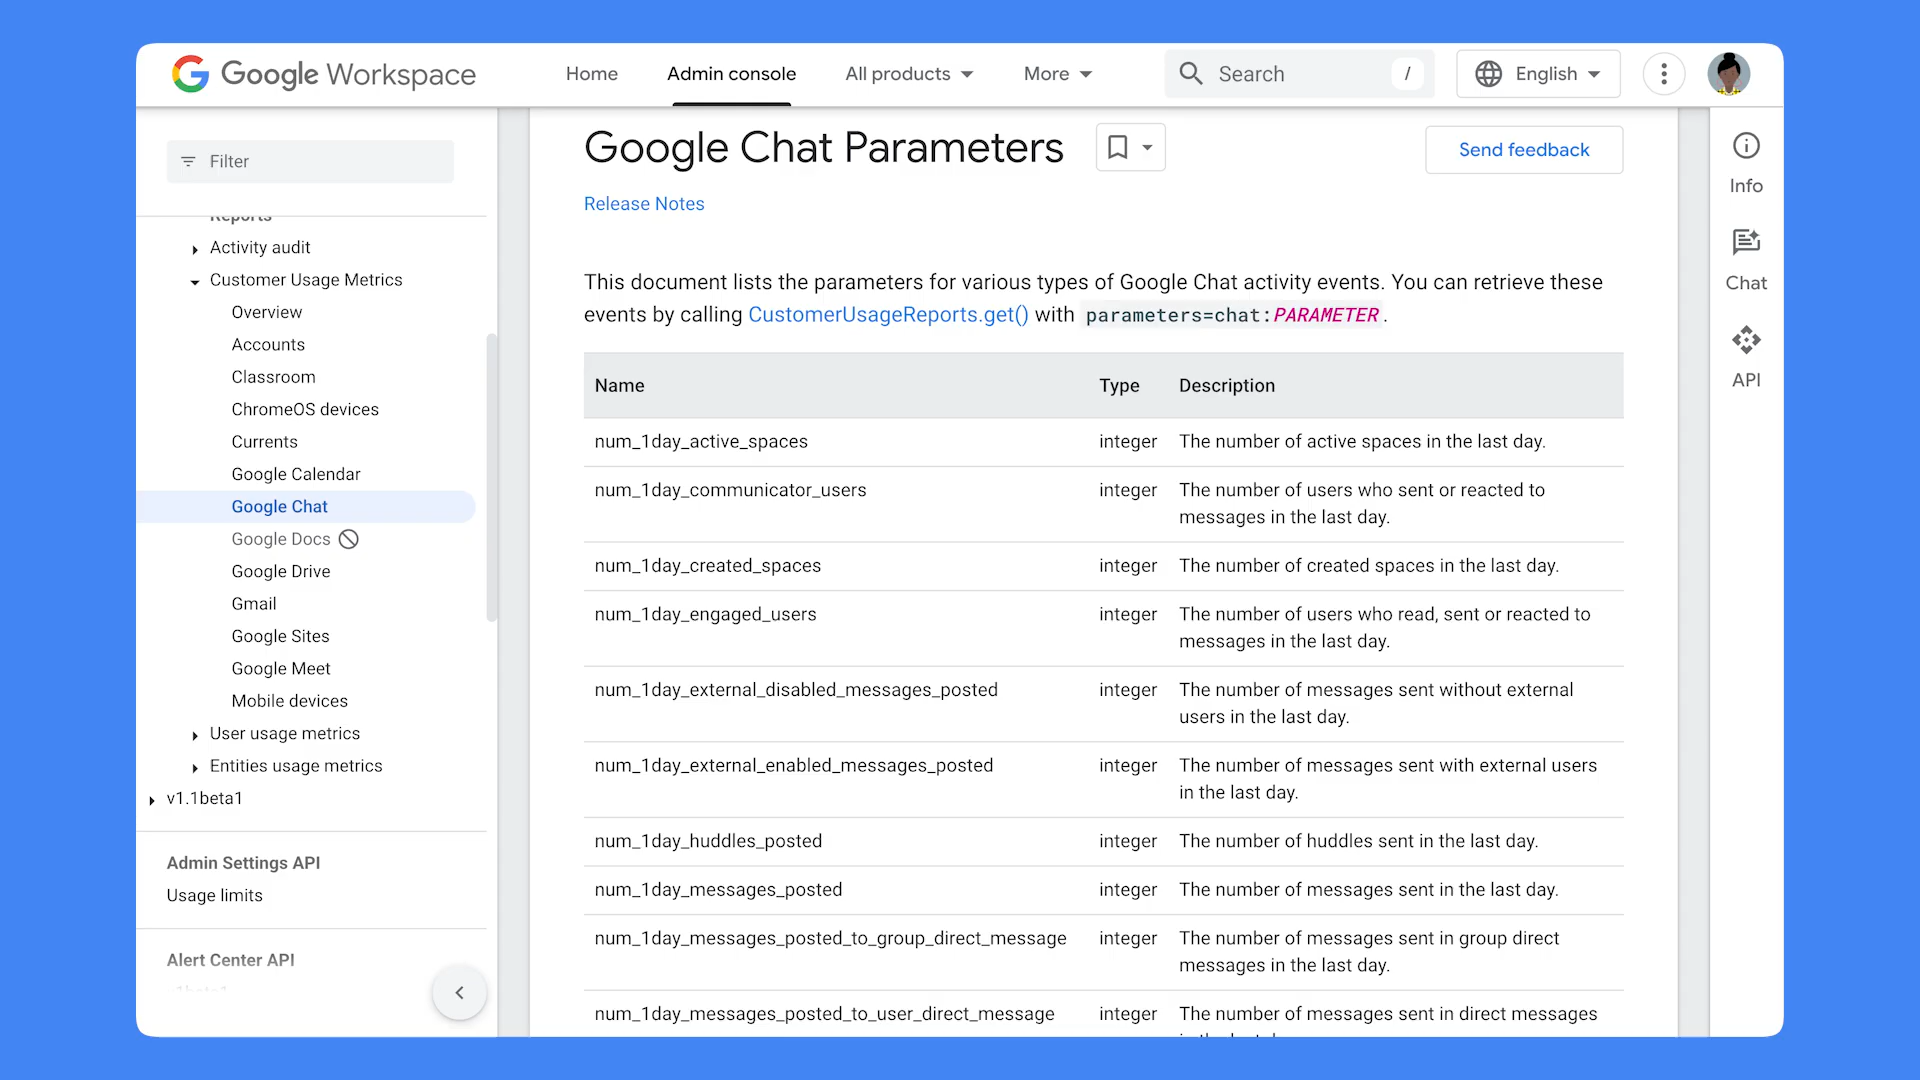 Google Workspace
Home
Admin console
All products
More
Search
/
English
Filter
Reports
Activity audit
Customer Usage Metrics
Overview
Accounts
Classroom
ChromeOS devices
Currents
Google Calendar
Google Chat
Google Docs
Google Drive
Gmail
Google Sites
Google Meet
Mobile devices
User usage metrics
Entities usage metrics
v1.1beta1
Admin Settings API
Usage limits
Alert Center API
Google Chat Parameters
Send feedback
Release Notes
This document lists the parameters for various types of Google Chat activity events. You can retrieve these
events by calling CustomerUsageReports.get() with parameters=chat:PARAMETER.
Name Type Description
num_1day_active_spaces integer The number of active spaces in the last day.
num_1day_communicator_users integer The number of users who sent or reacted to
messages in the last day.
num_1day_created_spaces integer The number of created spaces in the last day.
num_1day_engaged_users integer The number of users who read, sent or reacted to
messages in the last day.
num_1day_external_disabled_messages_posted integer The number of messages sent without external
users in the last day.
num_1day_external_enabled_messages_posted integer The number of messages sent with external users
in the last day.
num_1day_huddles_posted integer The number of huddles sent in the last day.
num_1day_messages_posted integer The number of messages sent in the last day.
num_1day_messages_posted_to_group_direct_message integer The number of messages sent in group direct
messages in the last day.
num_1day_messages_posted_to_user_direct_message integer The number of messages sent in direct messages
Info
Chat
API